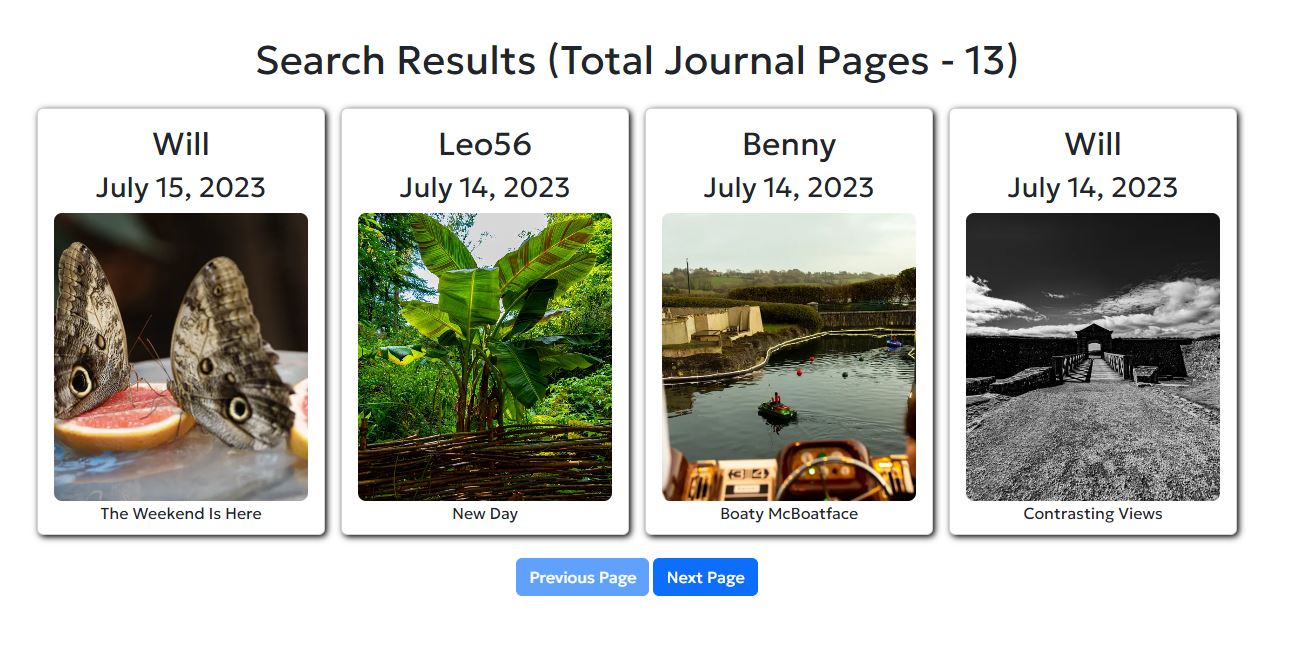 Search Results (Total Journal Pages - 13)
Will
July 15, 2023
The Weekend Is Here
Leo56
July 14, 2023
New Day
Benny
July 14, 2023
Boaty McBoatface
Will
July 14, 2023
Contrasting Views
Previous Page
Next Page